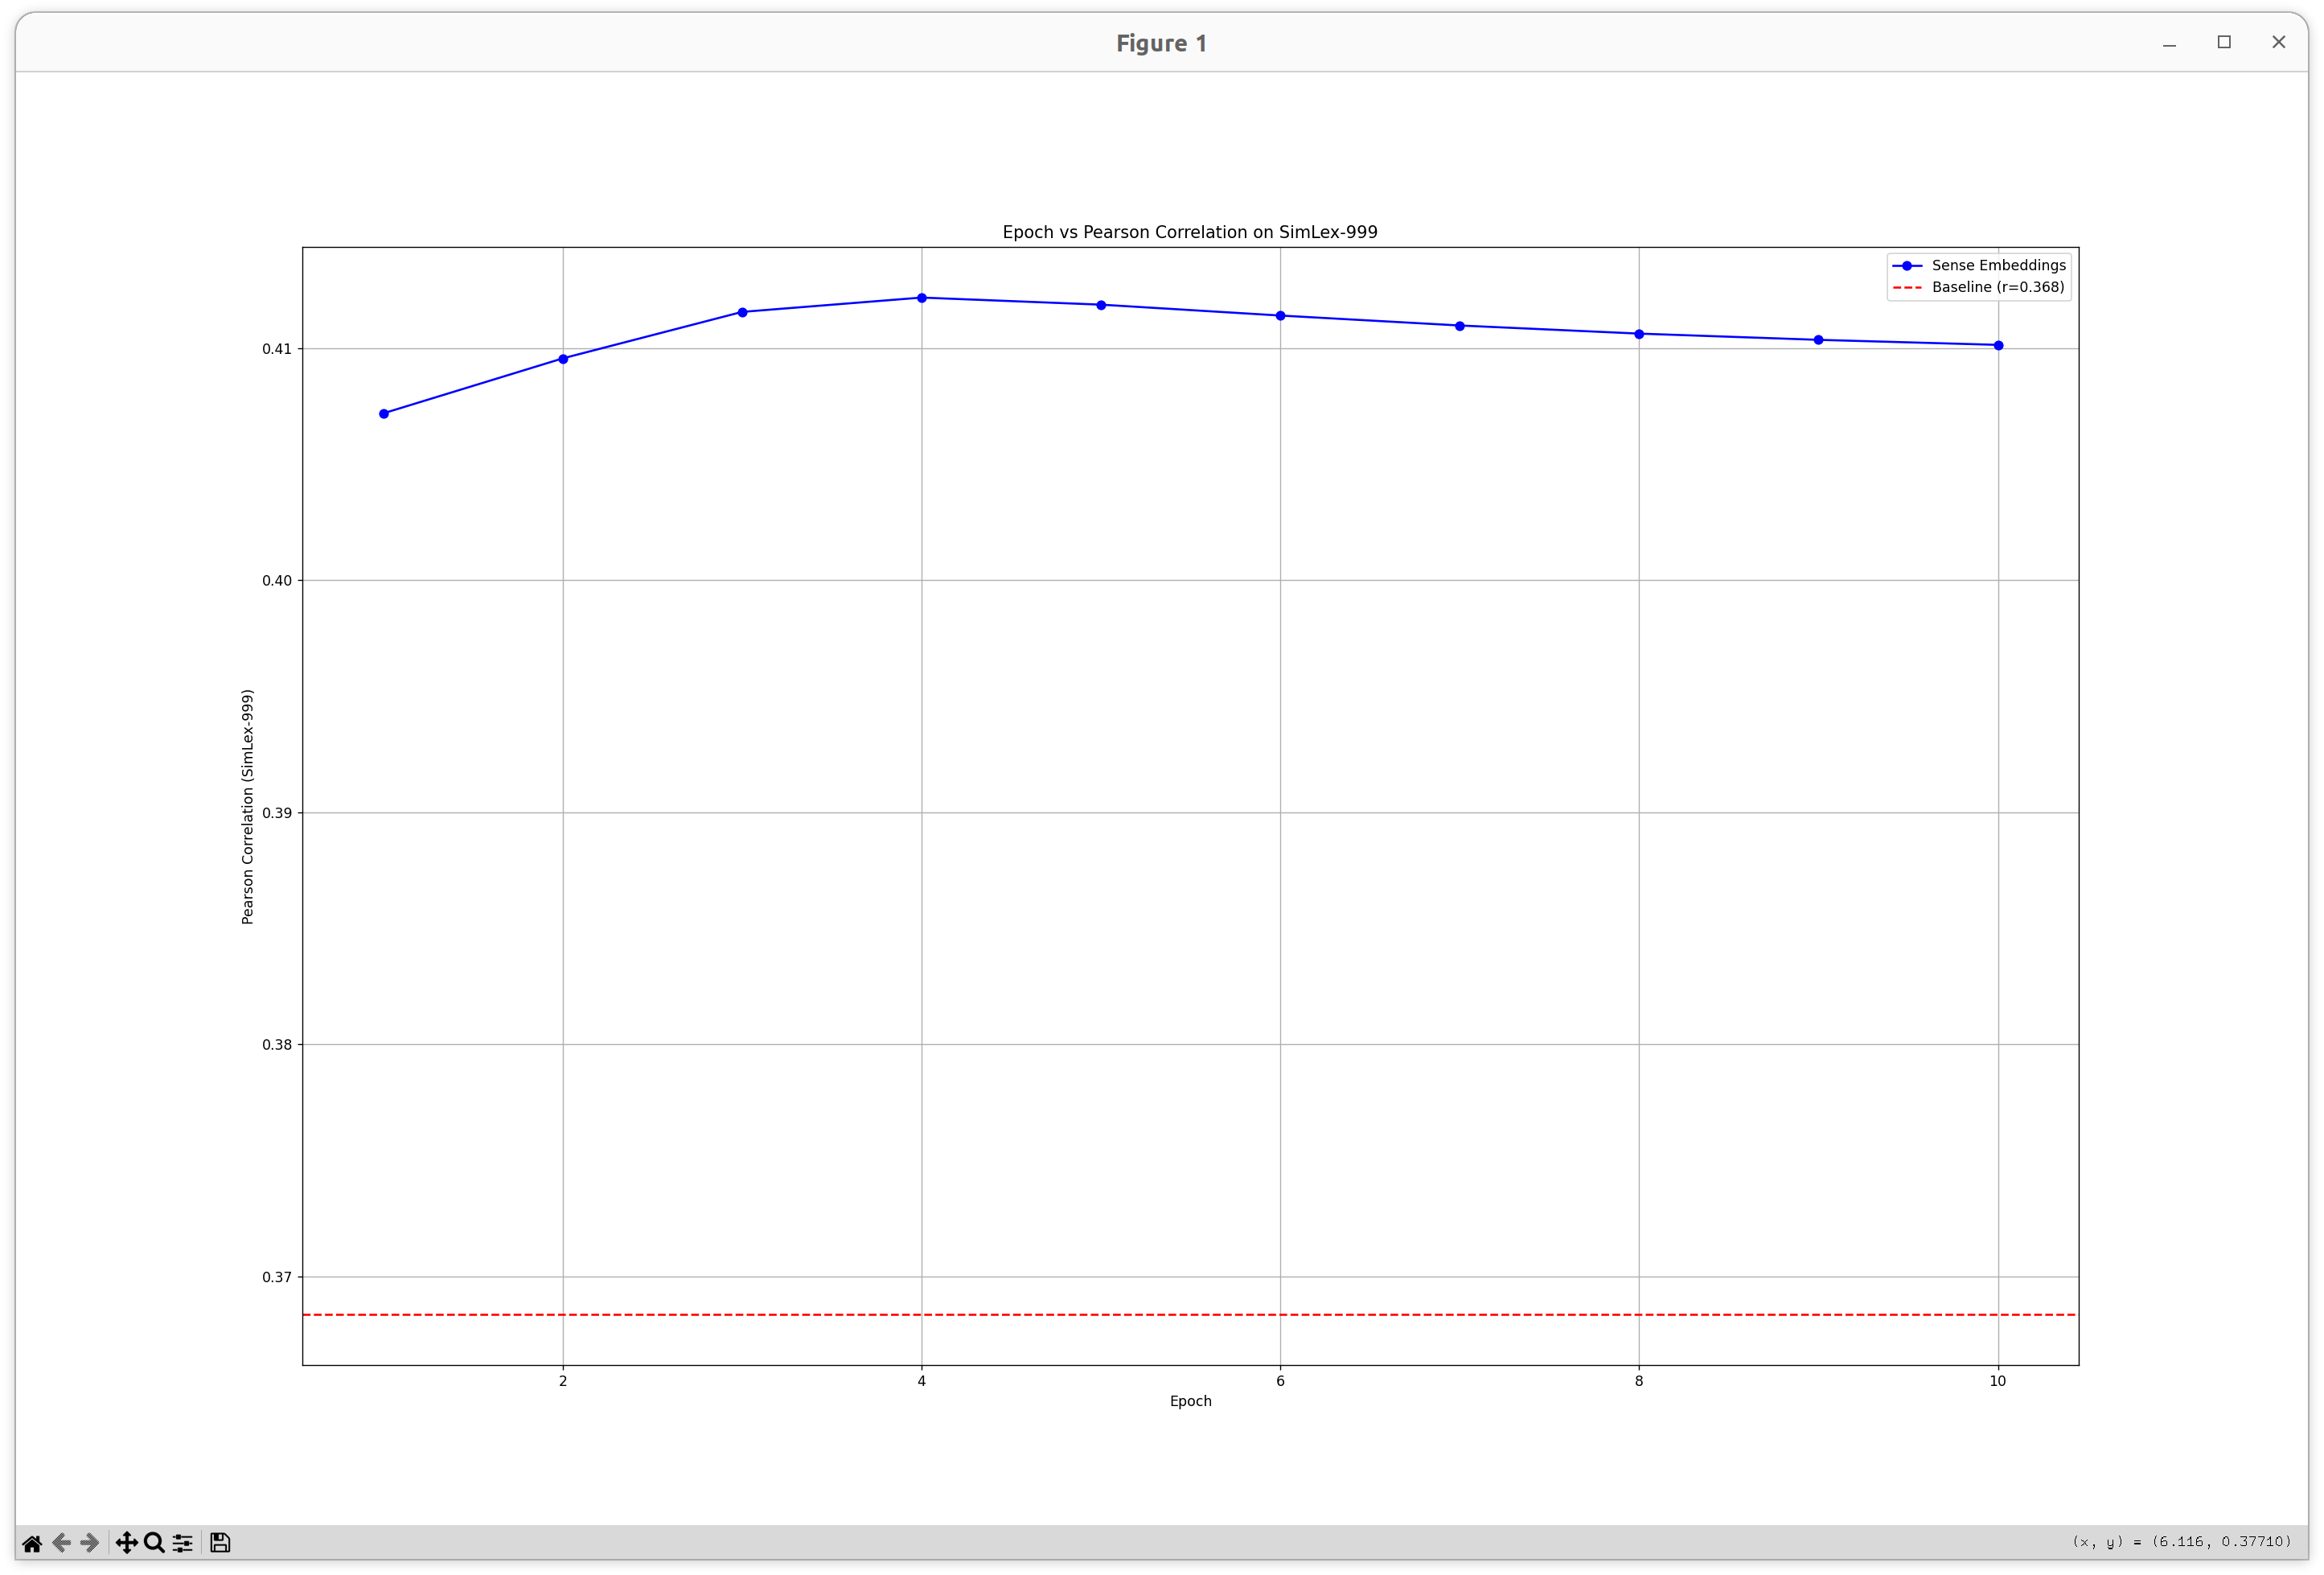 Figure 1
Epoch vs Pearson Correlation on SimLex-999
Sense Embeddings
Baseline (r=0.368)
0.41
0.40
0.39
0.38
0.37
Pearson Correlation (SimLex-999)
2 4 6 8 10
Epoch
(x, y) = (6.116, 0.37710)